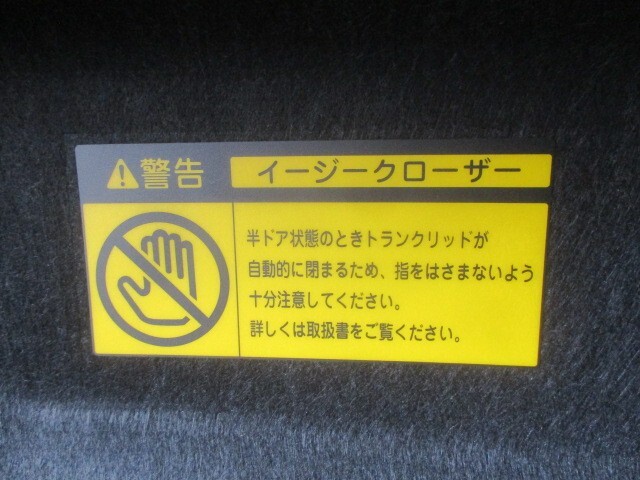 警告 イージークローザー
半ドア状態のときトランクリッドが
自動的に閉まるため、指をはさまないよう
十分注意してください。
詳しくは取扱書をご覧ください。